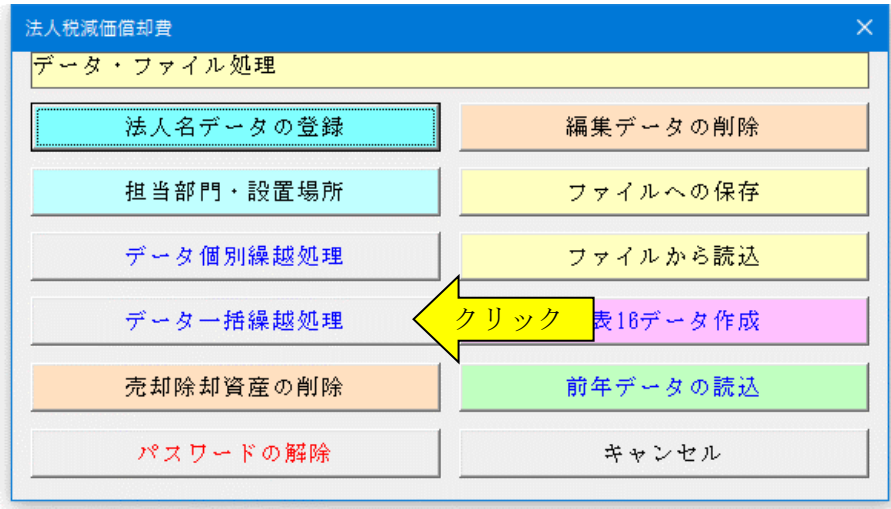 法人税減価償却費
データ・ファイル処理
法人名データの登録
編集データの削除
担当部門・設置場所
ファイルへの保存
データ個別繰越処理
ファイルから読込
データ一括繰越処理
クリック
表16データ作成
売却除却資産の削除
前年データの読込
パスワードの解除
キャンセル